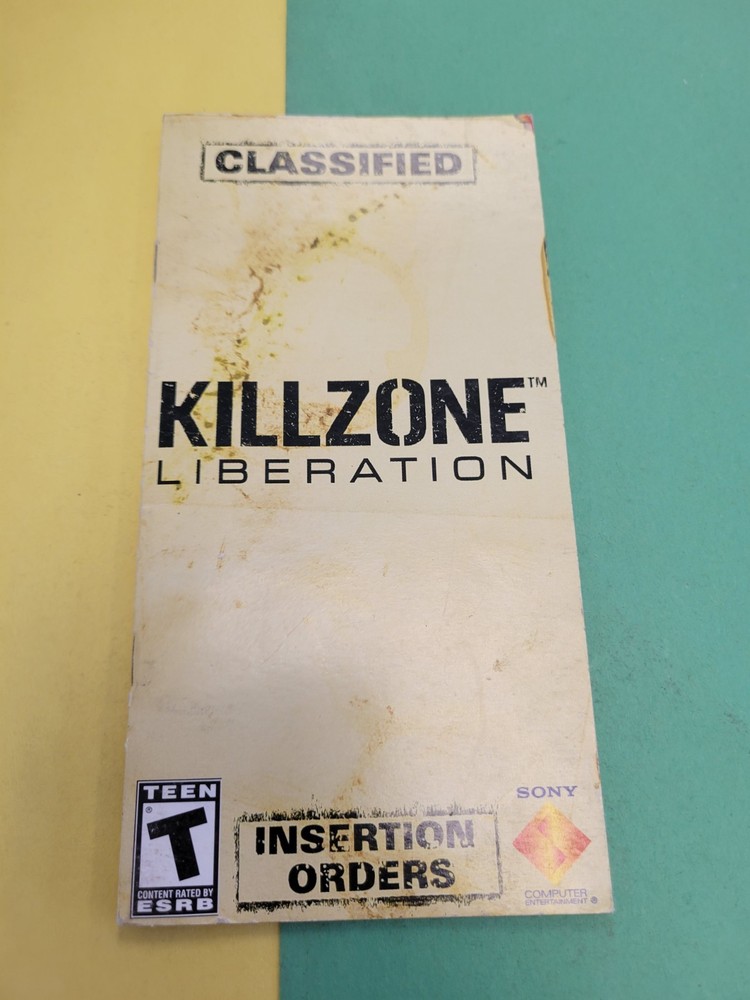 CLASSIFIED
KILLZONE™
LIBERATION
TEEN
®
T
CONTENT RATED BY
ESRB
INSERTION
ORDERS
SONY
COMPUTER
ENTERTAINMENT®